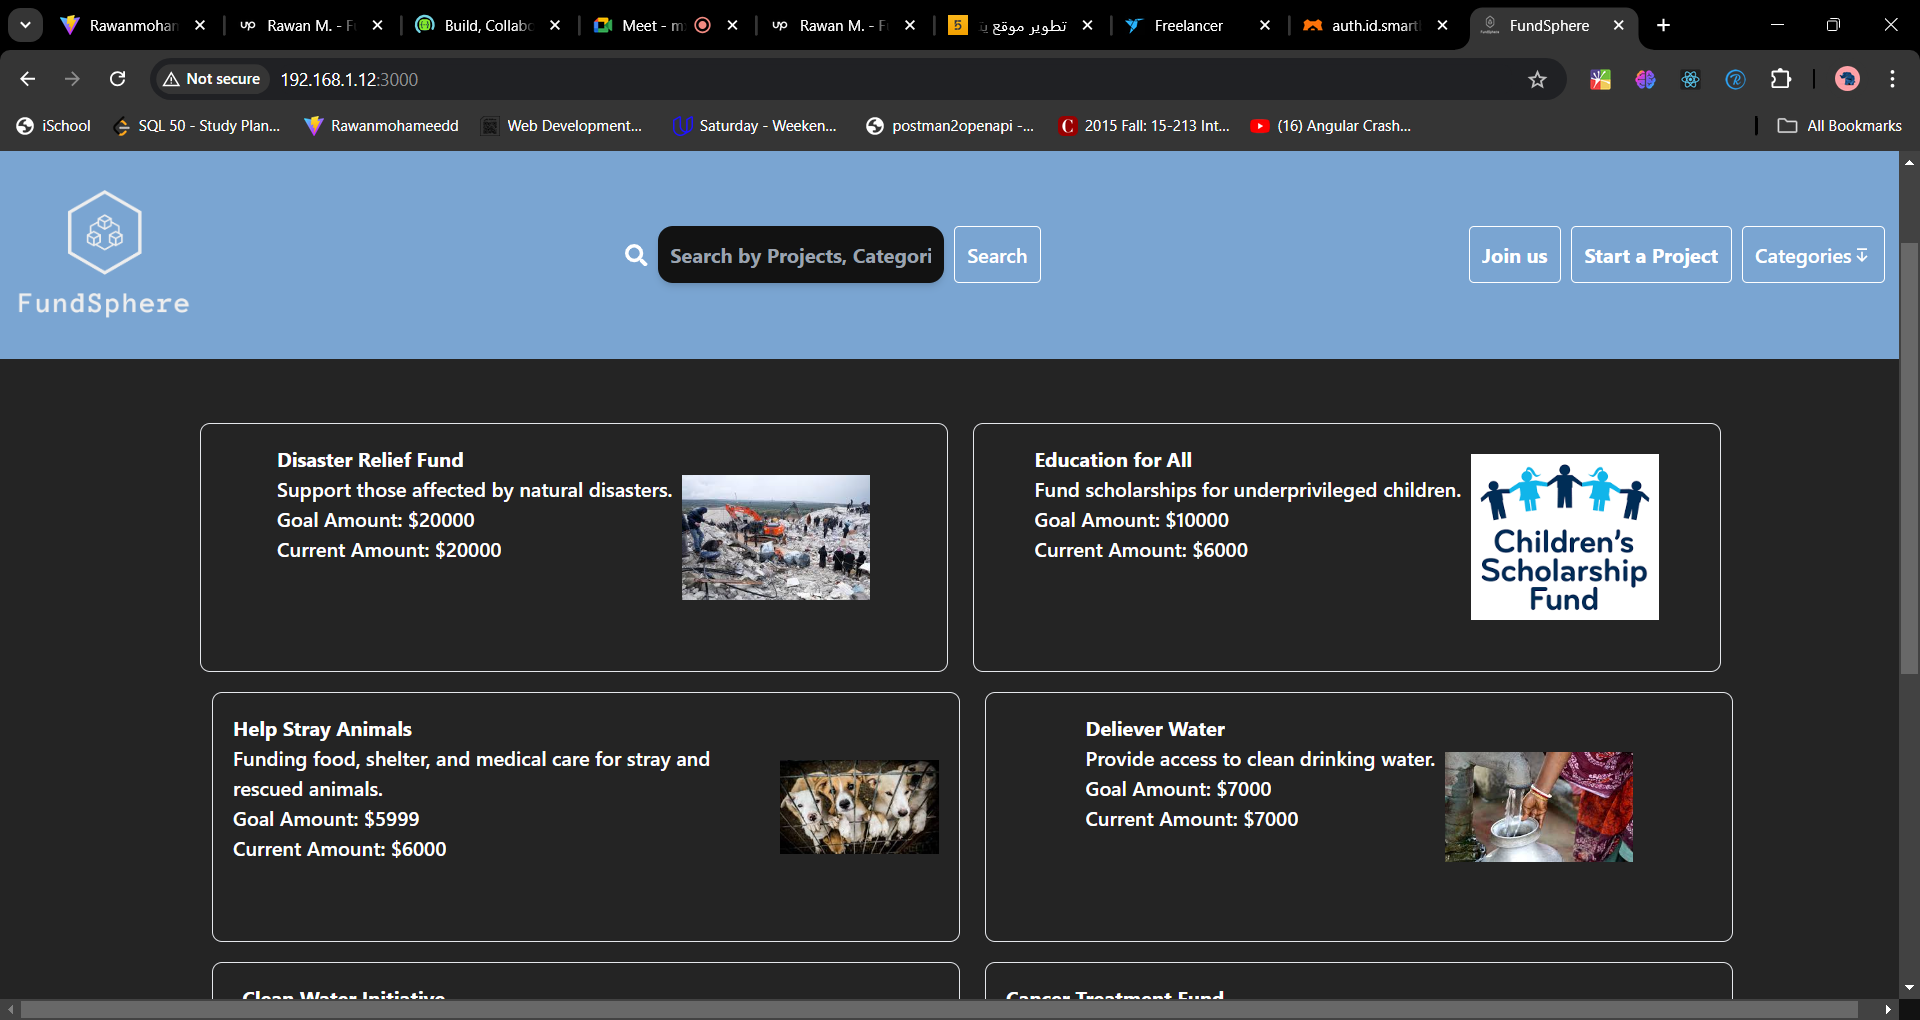 Rawanmohan
Rawan M. - F
Build, Collabo
Meet - m
Rawan M. - F
5
تطوير موقع
Freelancer
auth.id.smart
FundSphere
Not secure
192.168.1.12:3000
iSchool
SQL 50 - Study Plan...
Rawanmohameedd
Web Development...
Saturday - Weeken...
postman2openapi -...
2015 Fall: 15-213 Int...
(16) Angular Crash...
All Bookmarks
FundSphere
Search by Projects, Categori
Search
Join us
Start a Project
Categories
Disaster Relief Fund
Support those affected by natural disasters.
Goal Amount: $20000
Current Amount: $20000
Education for All
Fund scholarships for underprivileged children.
Goal Amount: $10000
Current Amount: $6000
Children's
Scholarship
Fund
Help Stray Animals
Funding food, shelter, and medical care for stray and
rescued animals.
Goal Amount: $5999
Current Amount: $6000
Deliever Water
Provide access to clean drinking water.
Goal Amount: $7000
Current Amount: $7000
Clean Water Initiative
Cancer Treatment Fund